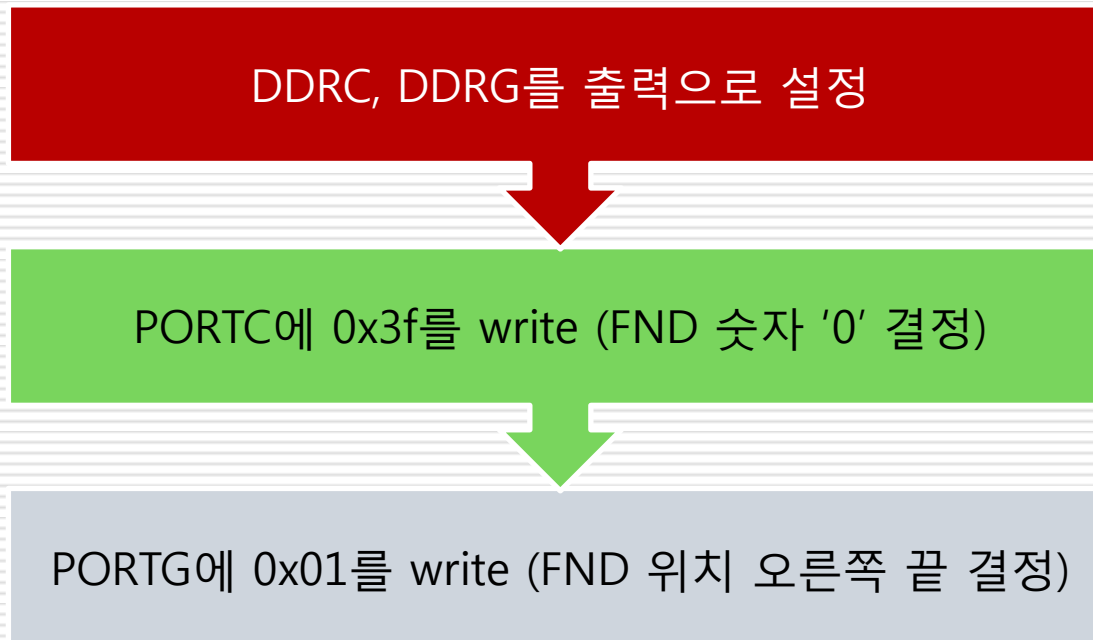 DDRC, DDRG를 출력으로 설정
PORTC에 0x3f를 write (FND 숫자 ‘0’ 결정)
PORTG에 0x01를 write (FND 위치 오른쪽 끝 결정)